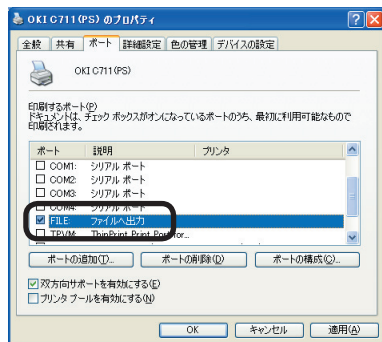 OKI C711(PS) のプロパティ
全般 共有 ポート 詳細設定 色の管理 デバイスの設定
OKI C711(PS)
印刷するポート(P)
ドキュメントは、チェック ボックスがオンになっているポートのうち、最初に利用可能なもので
印刷されます。
ポート 説明 プリンタ
COM1: シリアル ポート
COM2: シリアル ポート
COM3: シリアル ポート
COM4: シリアル ポート
FILE: ファイルへ出力
TPVM: ThinPrint Print Port for...
ポートの追加(T)... ポートの削除(D) ポートの構成(C)...
双方向サポートを有効にする(E)
プリンタ プールを有効にする(N)
OK キャンセル 適用(A)